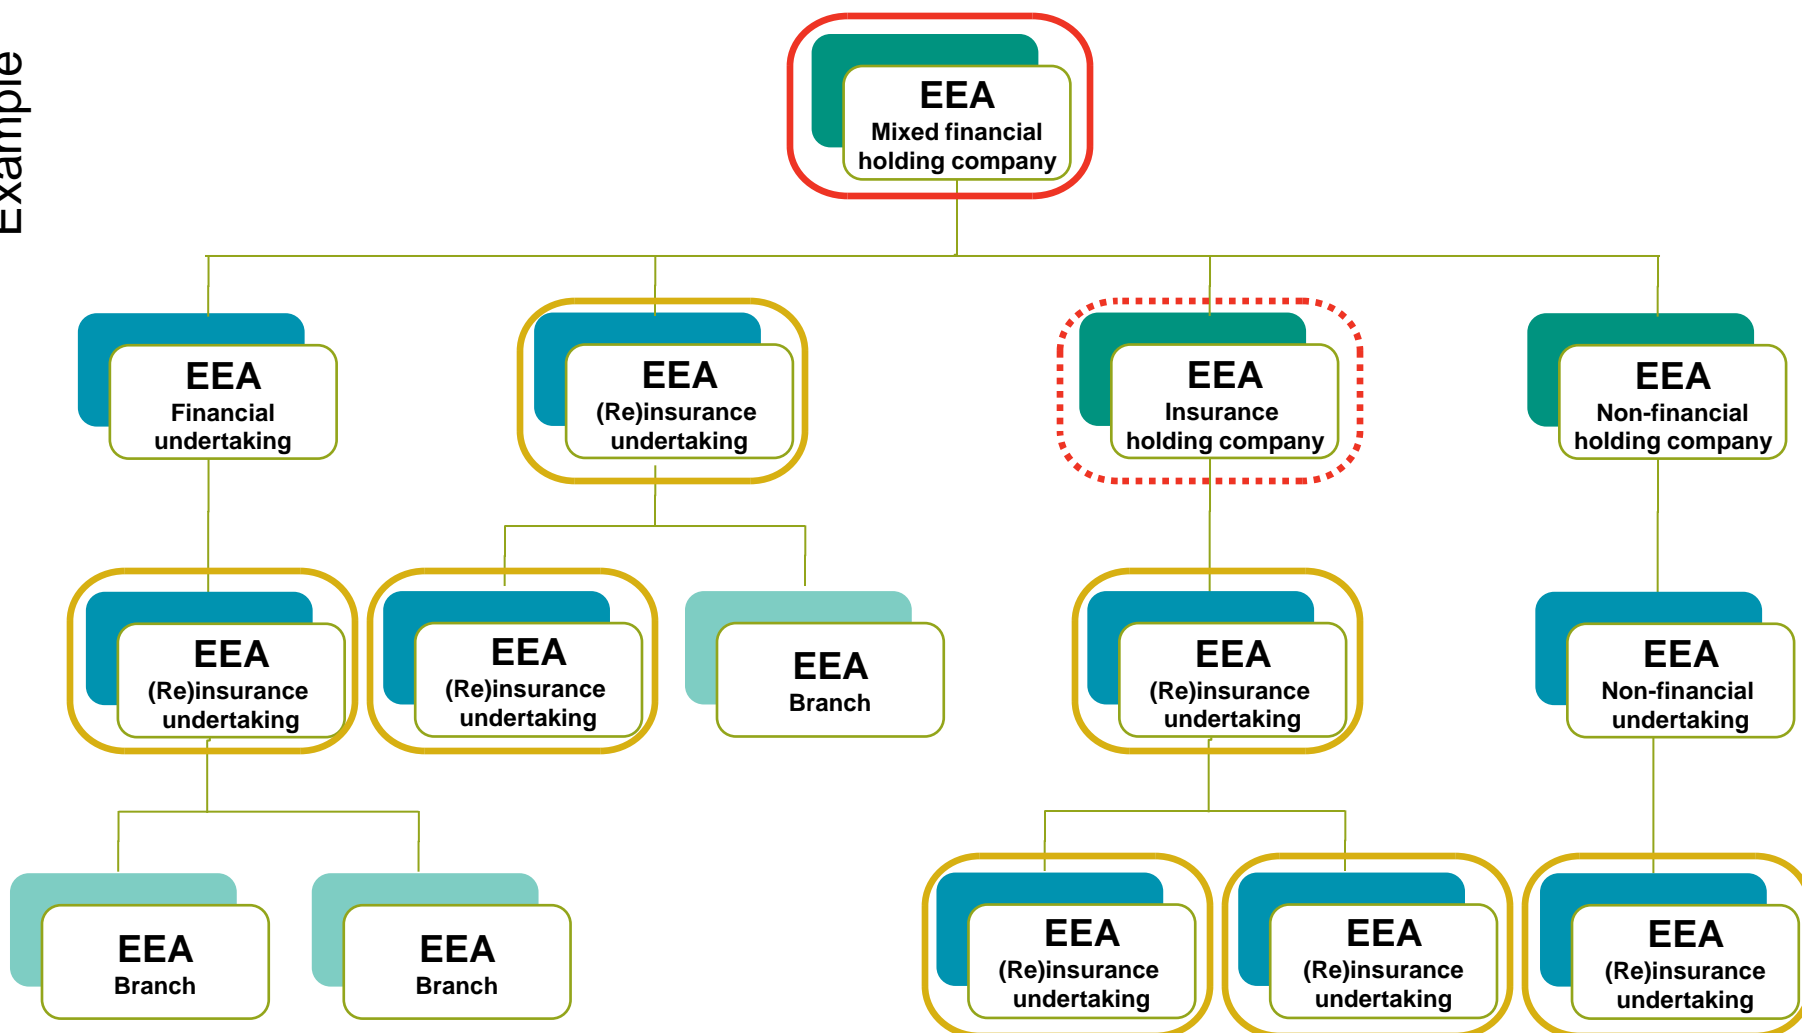 Example
EEA
Mixed financial
holding company
EEA
Financial
undertaking
EEA
(Re)insurance
undertaking
EEA
Insurance
holding company
EEA
Non-financial
holding company
EEA
(Re)insurance
undertaking
EEA
(Re)insurance
undertaking
EEA
Branch
EEA
(Re)insurance
undertaking
EEA
Non-financial
undertaking
EEA
Branch
EEA
Branch
EEA
(Re)insurance
undertaking
EEA
(Re)insurance
undertaking
EEA
(Re)insurance
undertaking